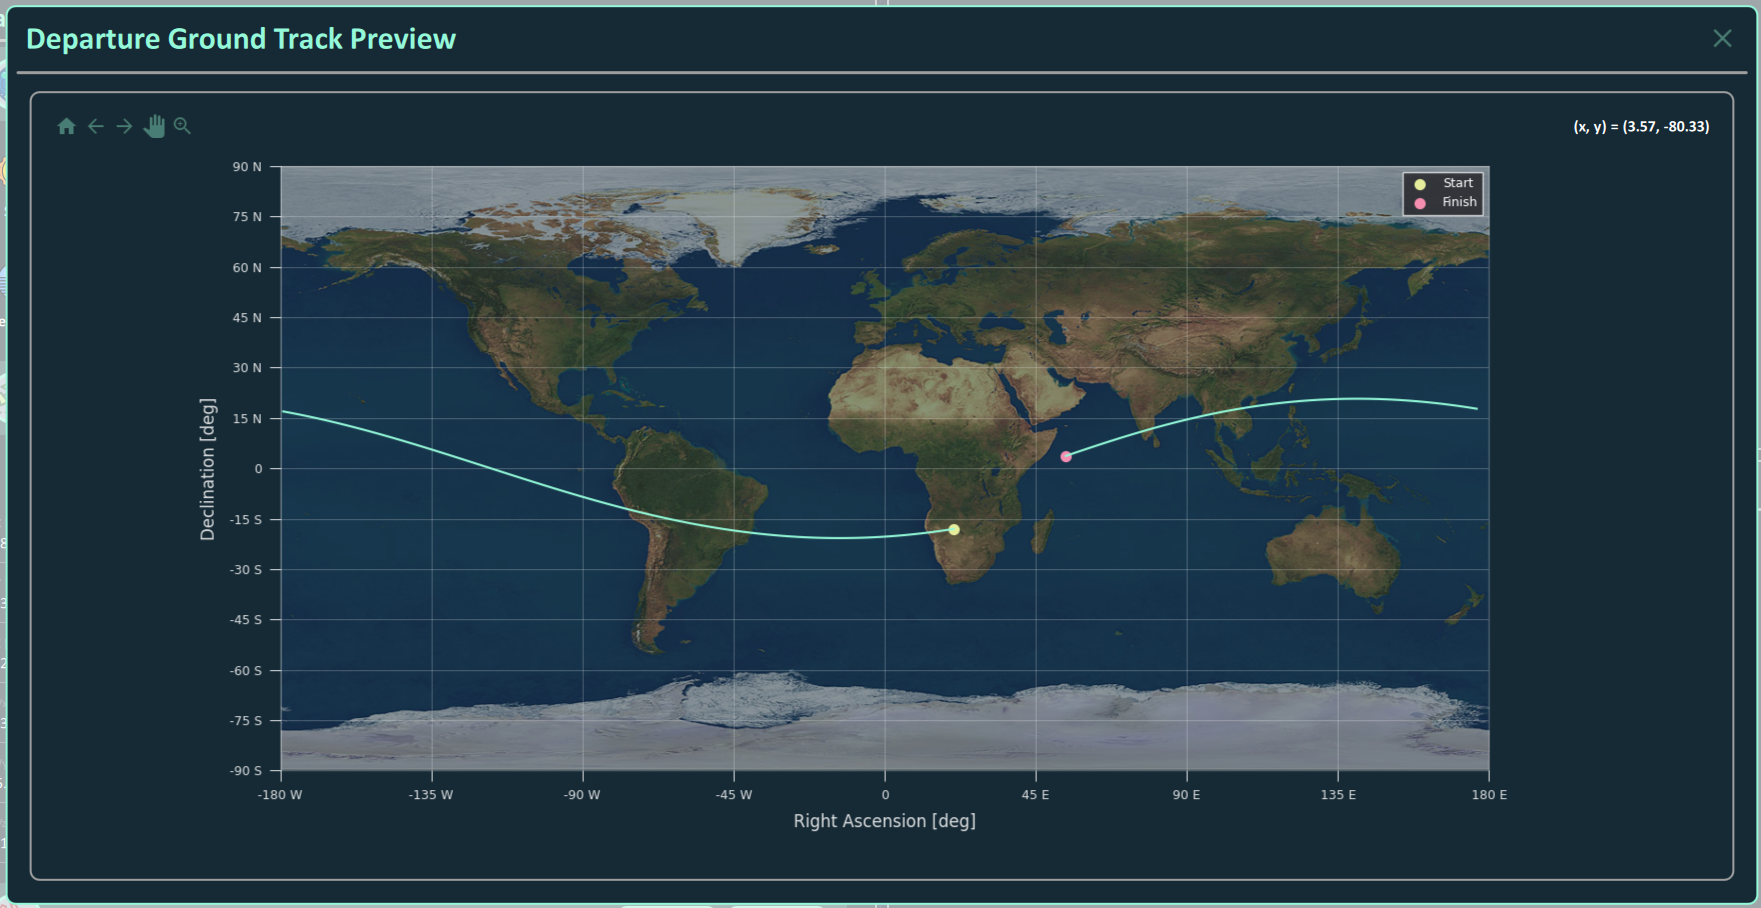 Departure Ground Track Preview
(x, y) = (3.57, -80.33)
90 N
75 N
60 N
45 N
30 N
15 N
0
-15 S
-30 S
-45 S
-60 S
-75 S
-90 S
Declination [deg]
Start
Finish
-180 W
-135 W
-90 W
-45 W
0
45 E
90 E
135 E
180 E
Right Ascension [deg]